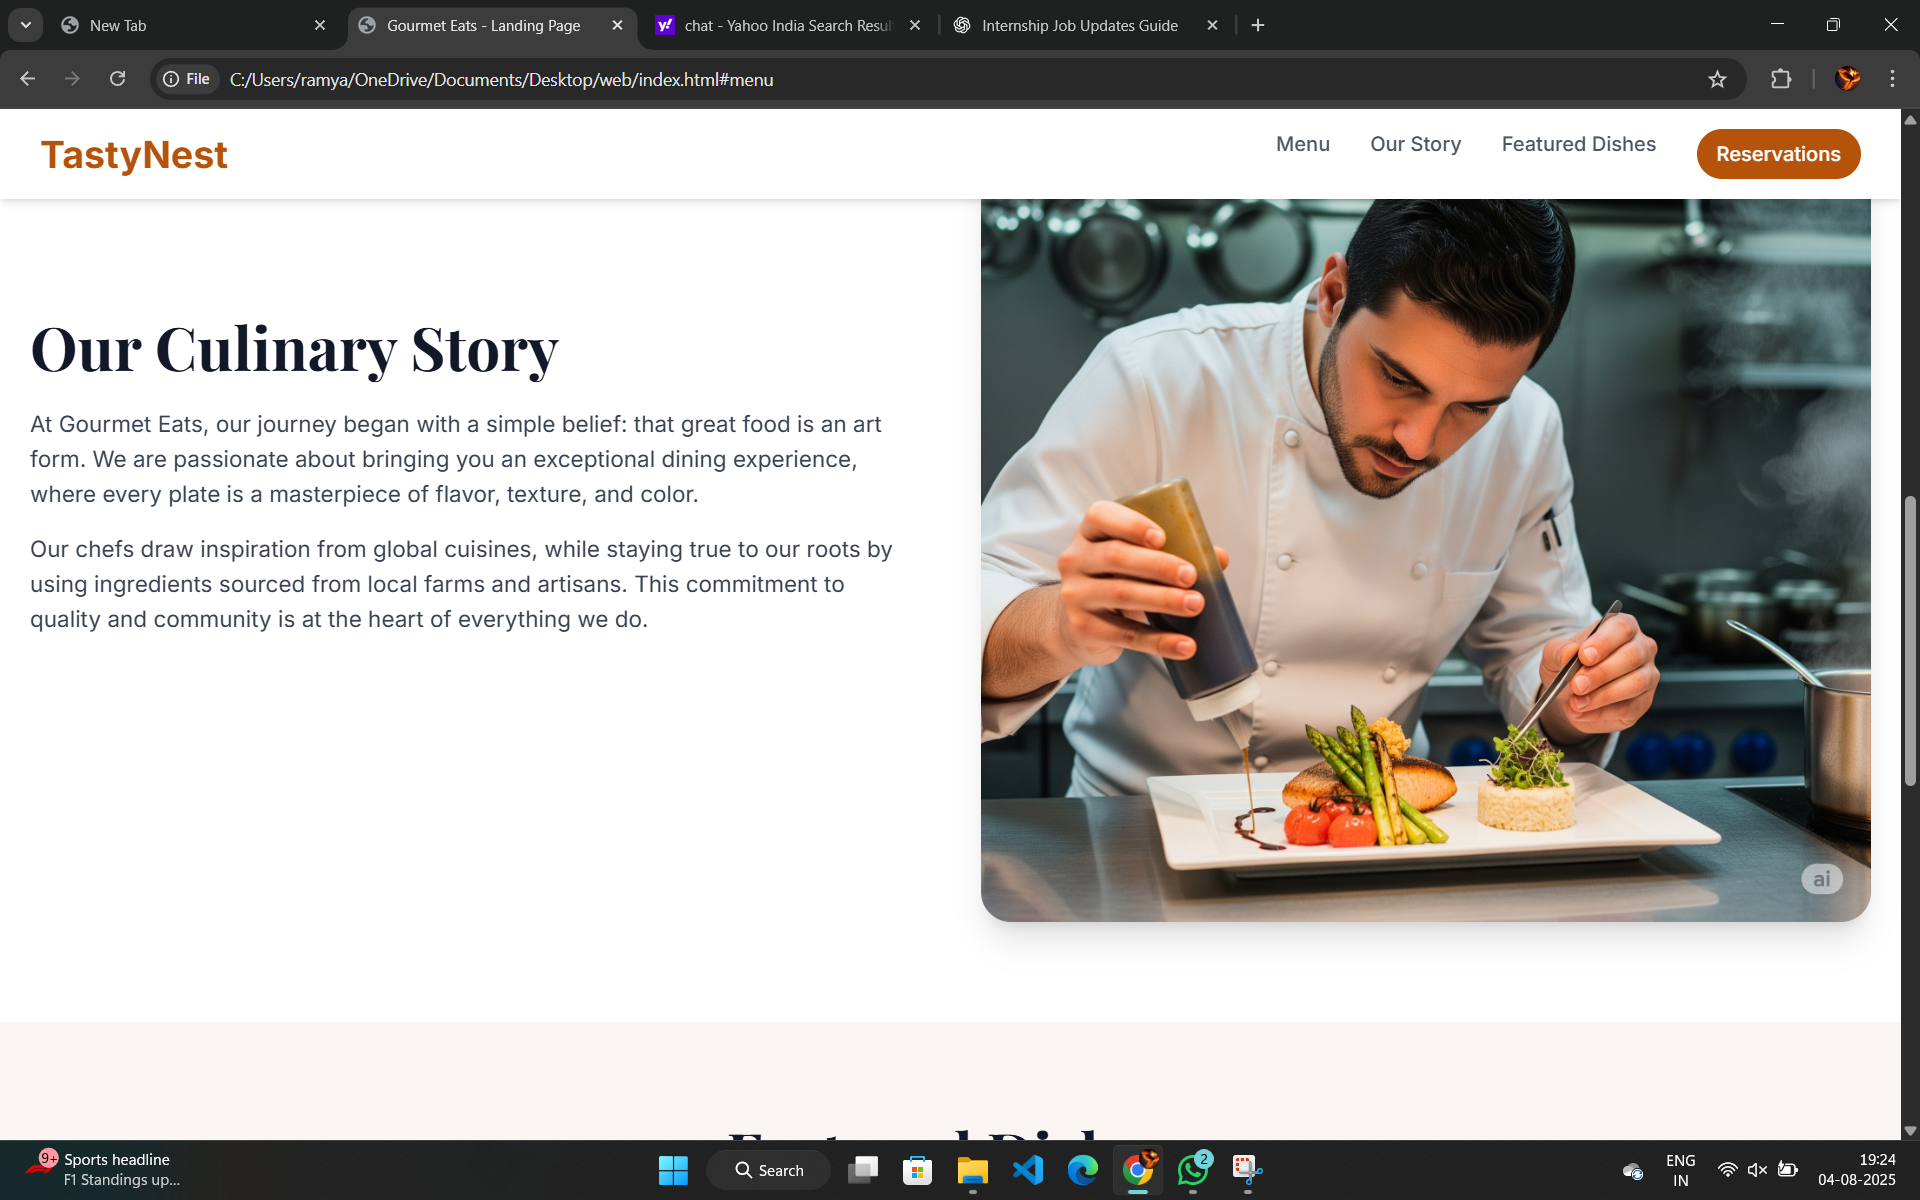 New Tab
Gourmet Eats - Landing Page
chat - Yahoo India Search Resul
Internship Job Updates Guide
File
C:/Users/ramya/OneDrive/Documents/Desktop/web/index.html#menu
TastyNest
Menu
Our Story
Featured Dishes
Reservations
Our Culinary Story
At Gourmet Eats, our journey began with a simple belief: that great food is an art
form. We are passionate about bringing you an exceptional dining experience,
where every plate is a masterpiece of flavor, texture, and color.
Our chefs draw inspiration from global cuisines, while staying true to our roots by
using ingredients sourced from local farms and artisans. This commitment to
quality and community is at the heart of everything we do.
ai
9+
Sports headline
F1 Standings up...
Search
2
ENG
IN
19:24
04-08-2025